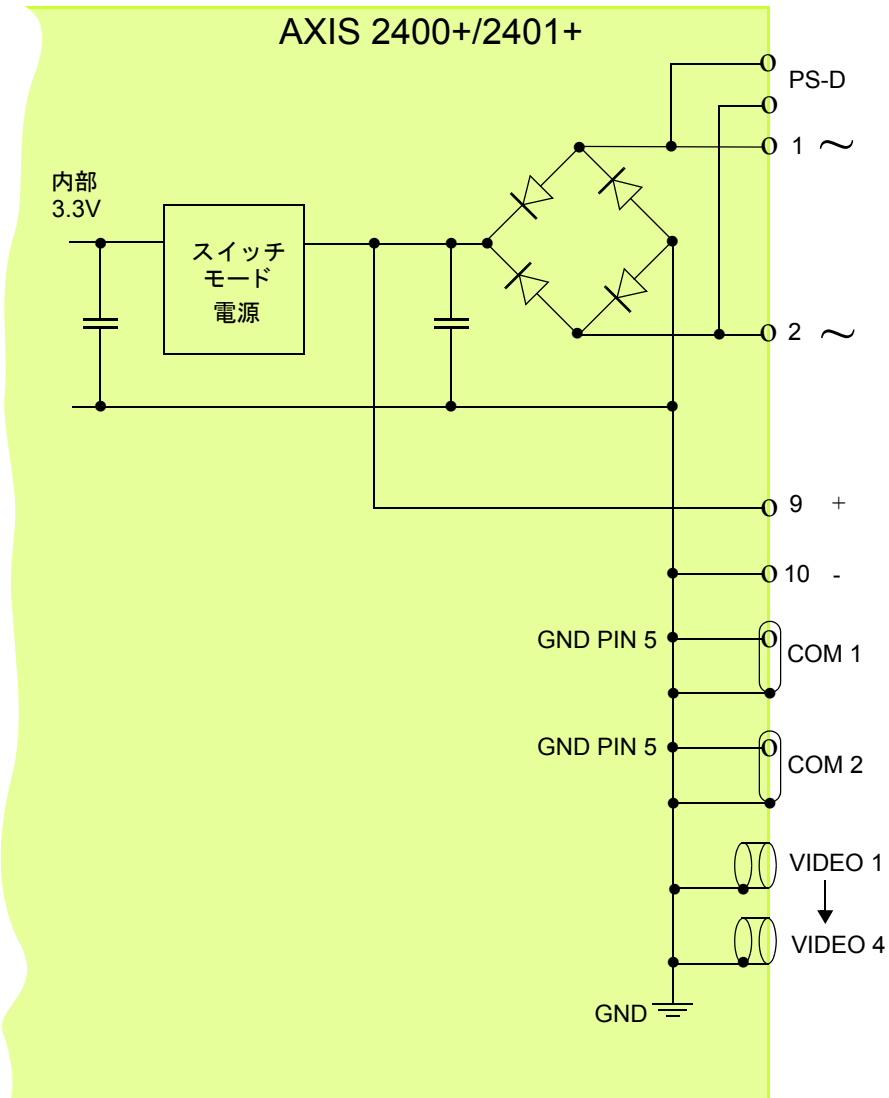 AXIS 2400+/2401+
PS-D
1 ~
内部
3.3V
スイッチ
モード
電源
2 ~
9 +
10 -
GND PIN 5
COM 1
GND PIN 5
COM 2
VIDEO 1
VIDEO 4
GND